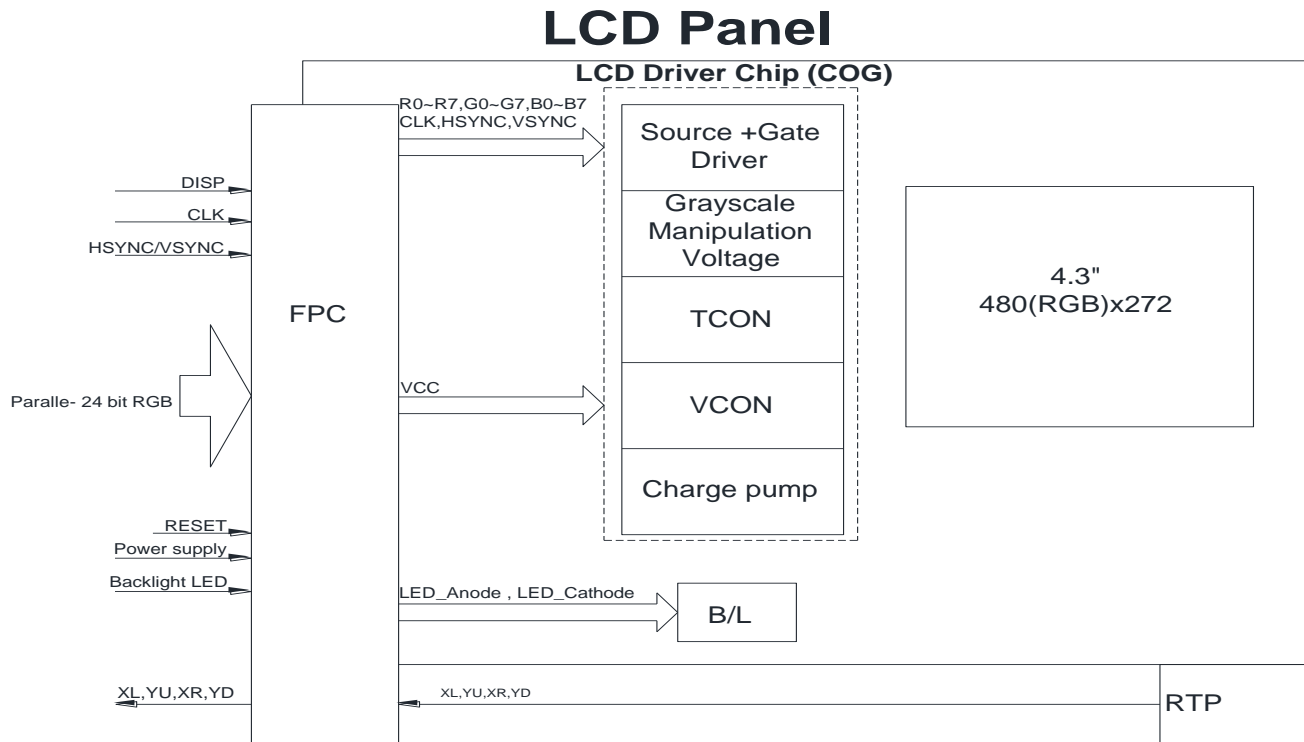 LCD Panel
LCD Driver Chip (COG)
R0~R7,G0~G7,B0~B7
CLK,HSYNC,VSYNC
Source +Gate
Driver
DISP
CLK
HSYNC/VSYNC
Grayscale
Manipulation
Voltage
4.3"
480(RGB)x272
FPC
TCON
Paralle- 24 bit RGB
VCC
VCON
Charge pump
RESET
Power supply
Backlight LED
LED_Anode , LED_Cathode
B/L
XL,YU,XR,YD
XL,YU,XR,YD
RTP